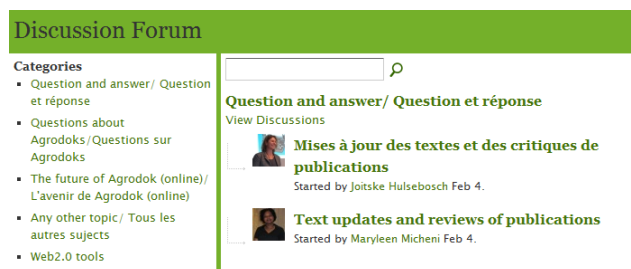 Discussion Forum
Categories
Question and answer/ Question
et réponse
Questions about
Agrodoks/Questions sur
Agrodoks
The future of Agrodok (online)/
L'avenir de Agrodok (online)
Any other topic/ Tous les
autres sujects
Web2.0 tools
Question and answer/ Question et réponse
View Discussions
Mises à jour des textes et des critiques de
publications
Started by Joitske Hulsebosch Feb 4.
Text updates and reviews of publications
Started by Maryleen Micheni Feb 4.